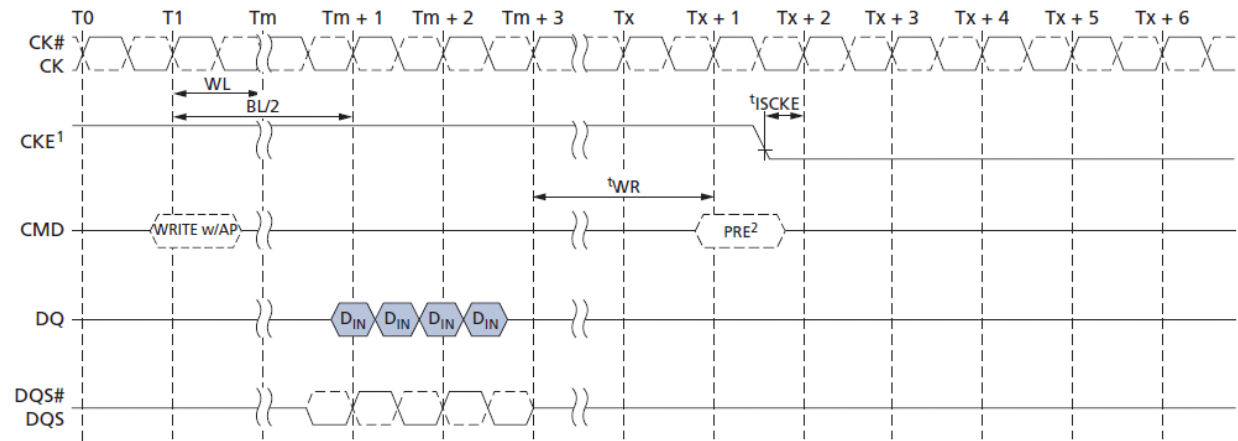 T0 T1 Tm Tm + 1 Tm + 2 Tm + 3 Tx Tx + 1 Tx + 2 Tx + 3 Tx + 4 Tx + 5 Tx + 6
CK#
CK
WL
BL/2
tISCKE
CKE1
tWR
CMD WRITE w/AP PRE2
DQ DIN DIN DIN DIN
DQS#
DQS